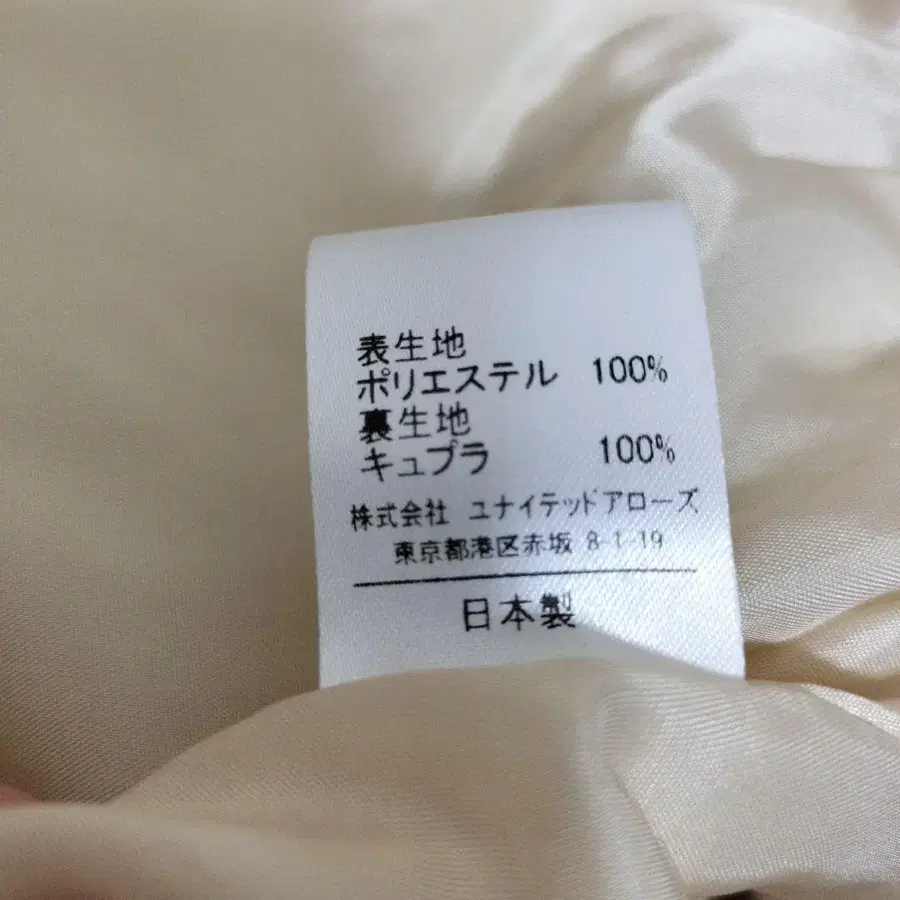 表生地
ポリエステル 100%
裏生地
キュプラ 100%
株式会社 ユナイテッドアローズ
東京都港区赤坂 8-1-19
日本製